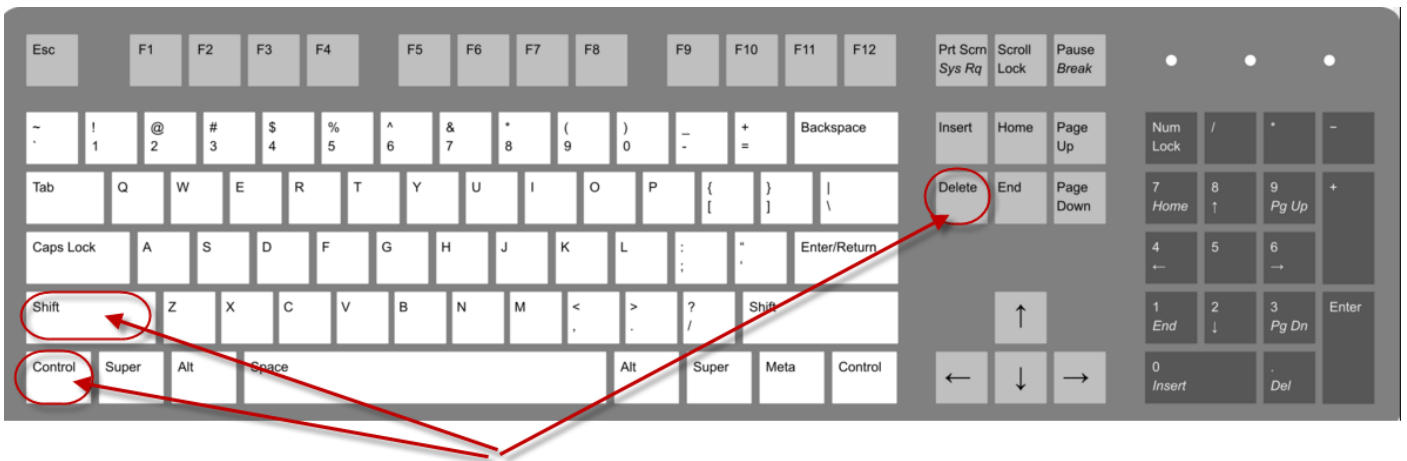 Esc F1 F2 F3 F4 F5 F6 F7 F8 F9 F10 F11 F12 Prt Scrn Scroll Pause
Sys Rq Lock Break
~ ! @ # $ % ^ & * ( ) _ + Backspace Insert Home Page Num / * −
` 1 2 3 4 5 6 7 8 9 0 - = Up Lock
Tab Q W E R T Y U I O P { } | Delete End Page 7 8 9 +
[ ] \ Down Home ↑ Pg Up
Caps Lock A S D F G H J K L : " Enter/Return 4 5 6
; ' ← →
Shift Z X C V B N M < > ? Shift ↑ 1 2 3 Enter
, . / End ↓ Pg Dn
Control Super Alt Space Alt Super Meta Control ← ↓ → 0 .
Insert Del